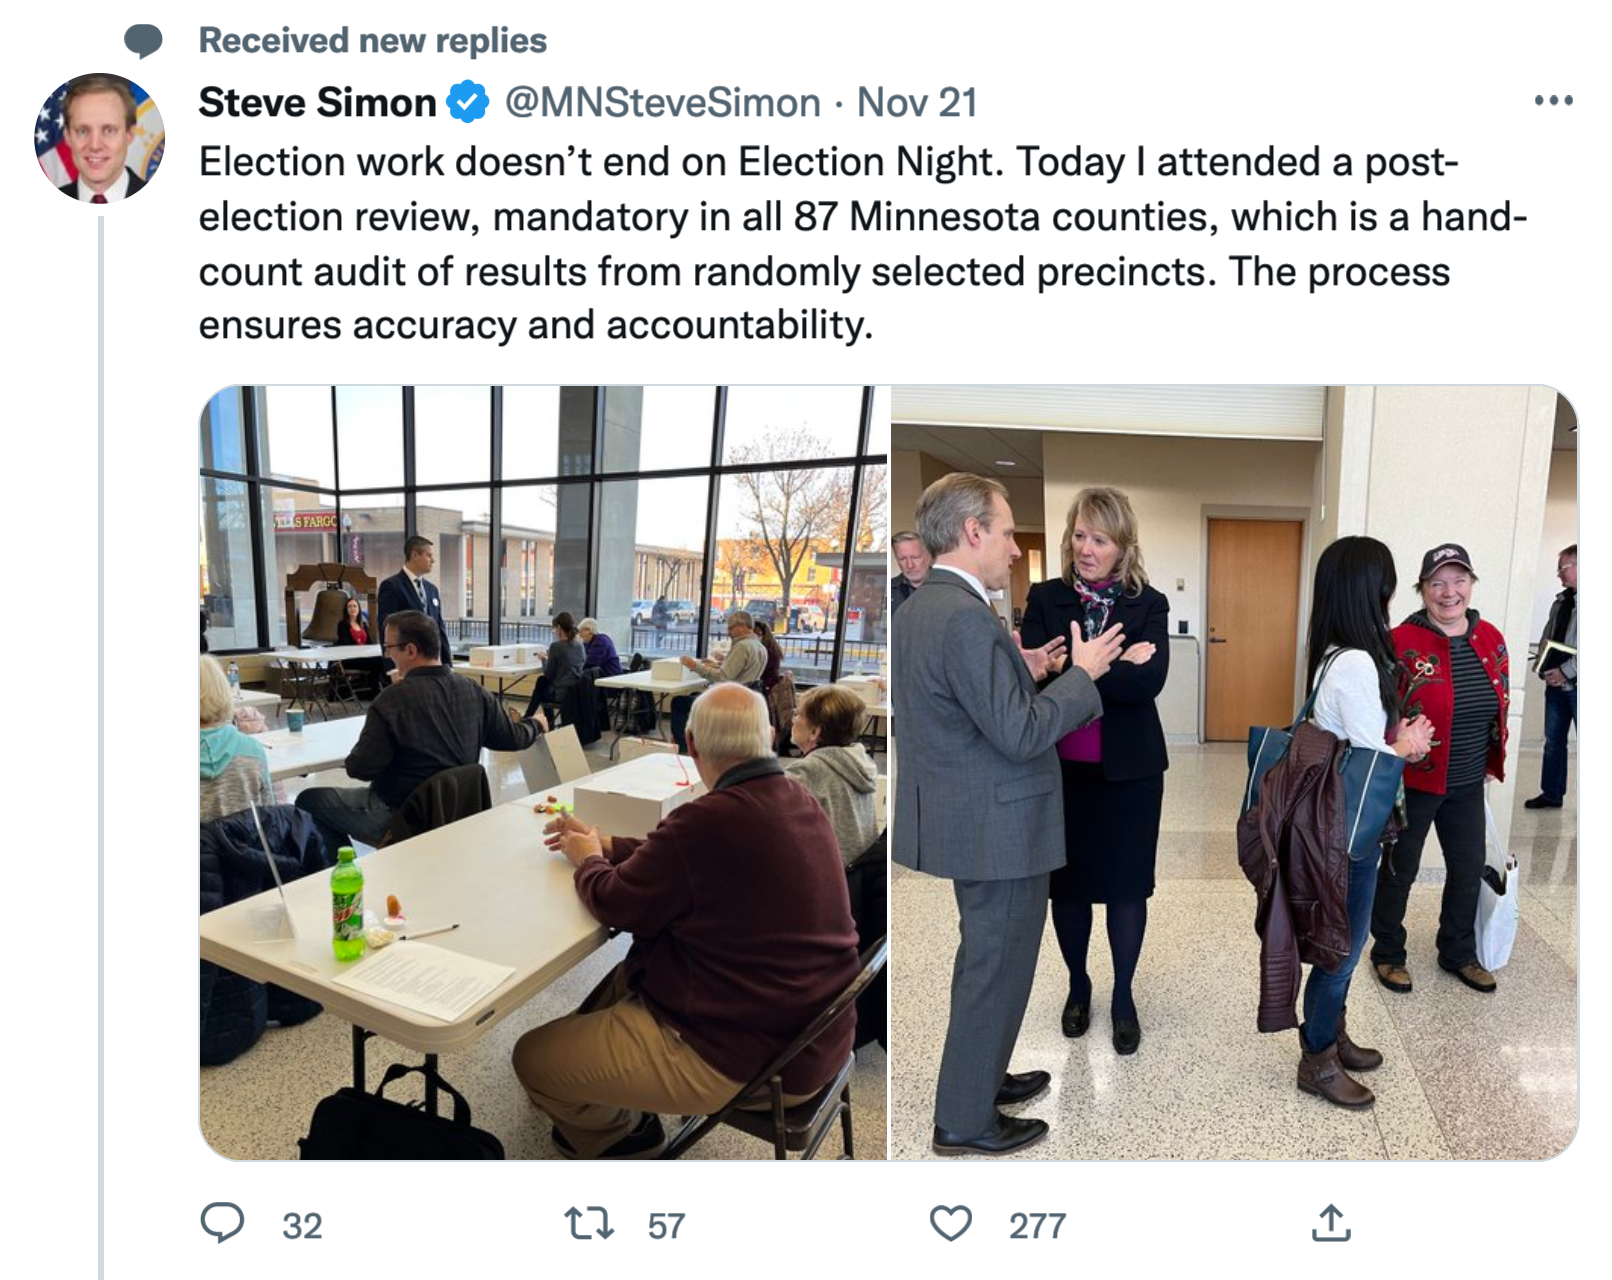 Received new replies
Steve Simon @MNSteveSimon · Nov 21
Election work doesn’t end on Election Night. Today I attended a post-
election review, mandatory in all 87 Minnesota counties, which is a hand-
count audit of results from randomly selected precincts. The process
ensures accuracy and accountability.
FARGO
32 57 277